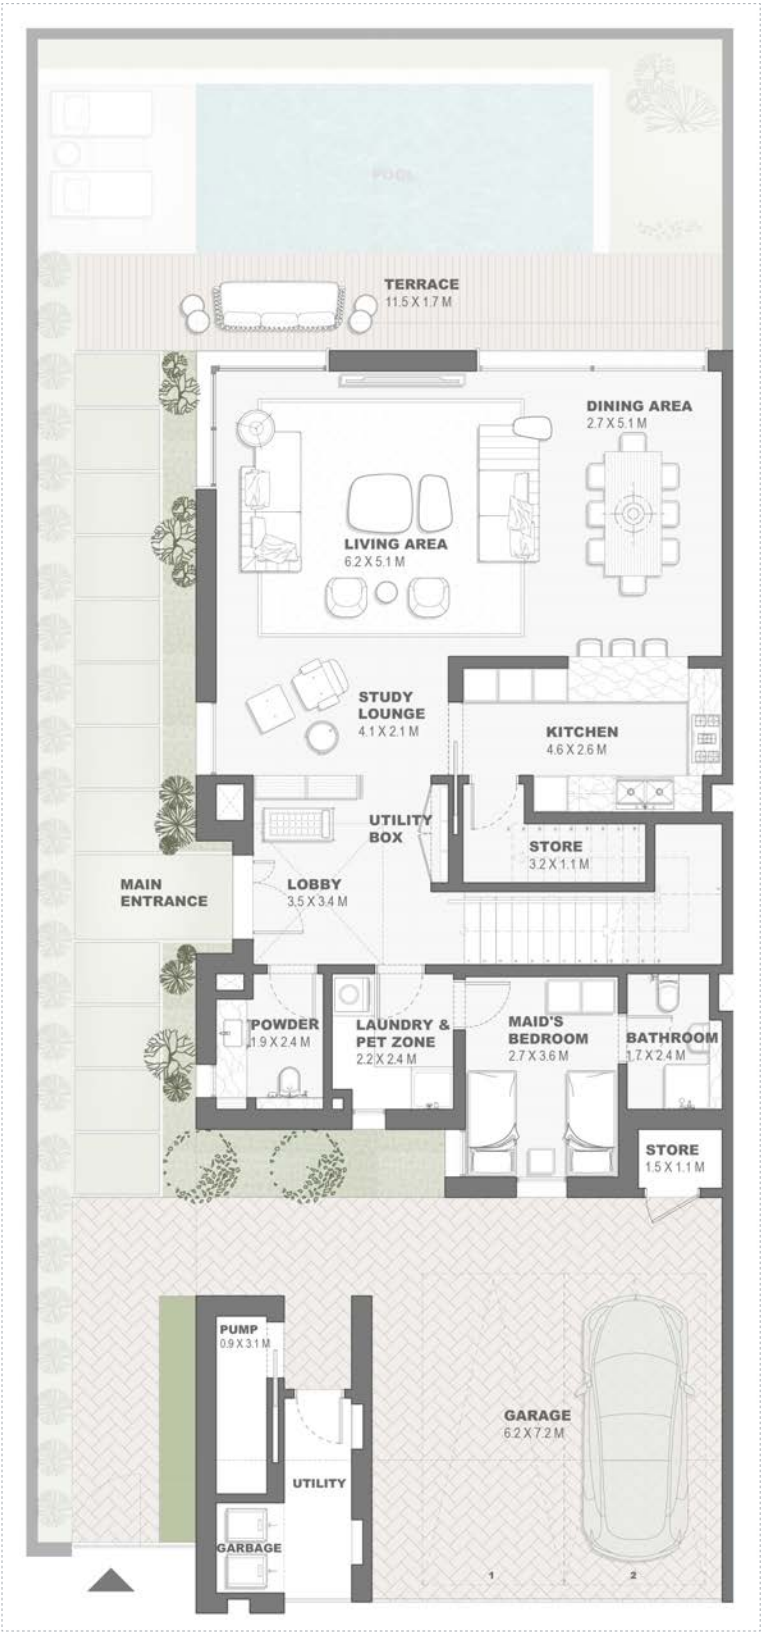 POOL
TERRACE
11.5 X 1.7 M
DINING AREA
2.7 X 5.1 M
LIVING AREA
6.2 X 5.1 M
STUDY
LOUNGE
4.1 X 2.1 M
KITCHEN
4.6 X 2.6 M
UTILITY
BOX
STORE
3.2 X 1.1 M
MAIN
ENTRANCE
LOBBY
3.5 X 3.4 M
POWDER
1.9 X 2.4 M
LAUNDRY &
PET ZONE
2.2 X 2.4 M
MAID'S
BEDROOM
2.7 X 3.6 M
BATHROOM
1.7 X 2.4 M
STORE
1.5 X 1.1 M
PUMP
0.9 X 3.1 M
GARAGE
6.2 X 7.2 M
UTILITY
GARBAGE
1
2